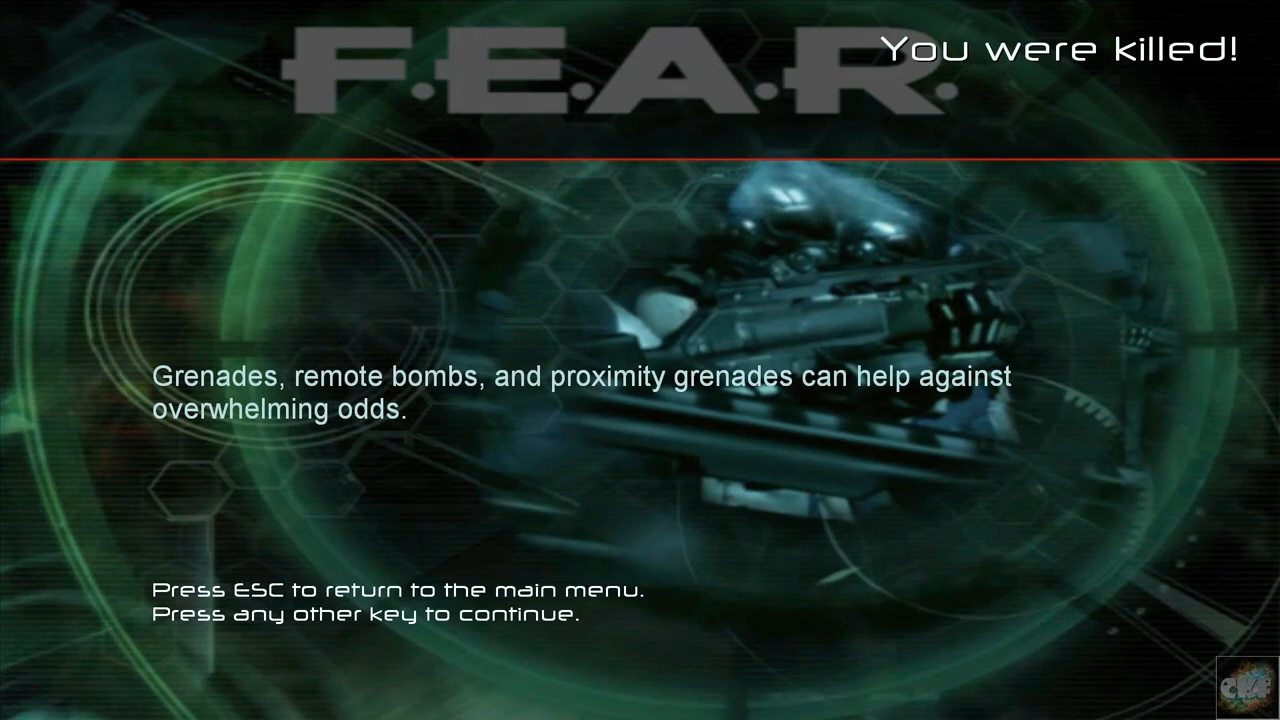 F.E.A.R.
You were killed!
Grenades, remote bombs, and proximity grenades can help against
overwhelming odds.
Press ESC to return to the main menu.
Press any other key to continue.